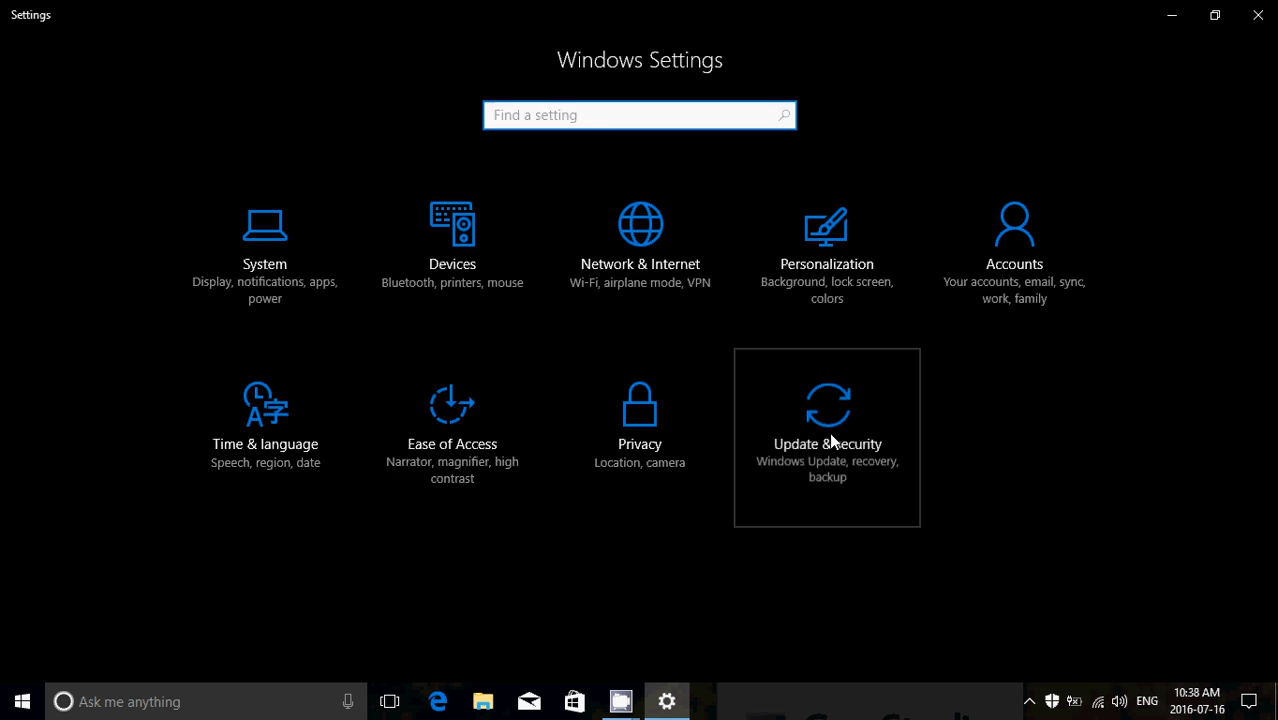 Settings
Windows Settings
Find a setting
System
Display, notifications, apps,
power
Devices
Bluetooth, printers, mouse
Network & Internet
Wi-Fi, airplane mode, VPN
Personalization
Background, lock screen,
colors
Accounts
Your accounts, email, sync,
work, family
Time & language
Speech, region, date
Ease of Access
Narrator, magnifier, high
contrast
Privacy
Location, camera
Update & security
Windows Update, recovery,
backup
Ask me anything
ENG
10:38 AM
2016-07-16